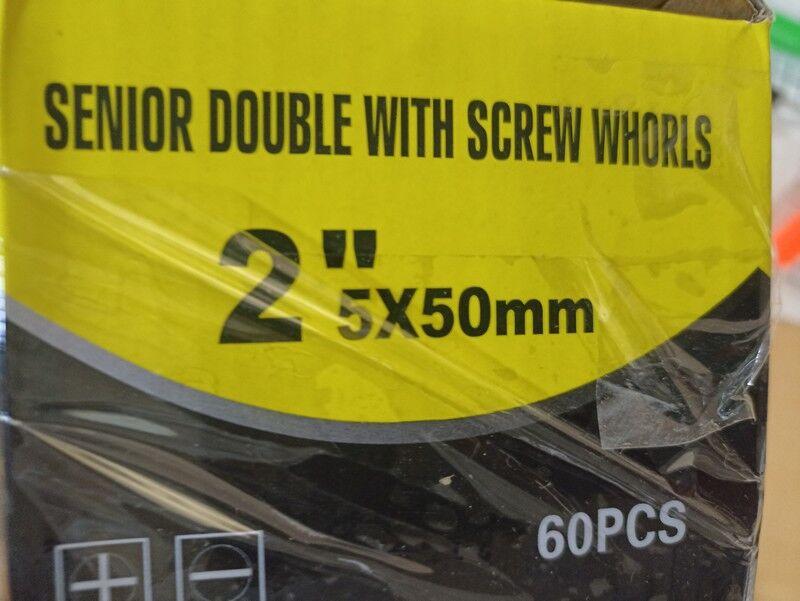 SENIOR DOUBLE WITH SCREW WHORLS
2"
5X50mm
60PCS